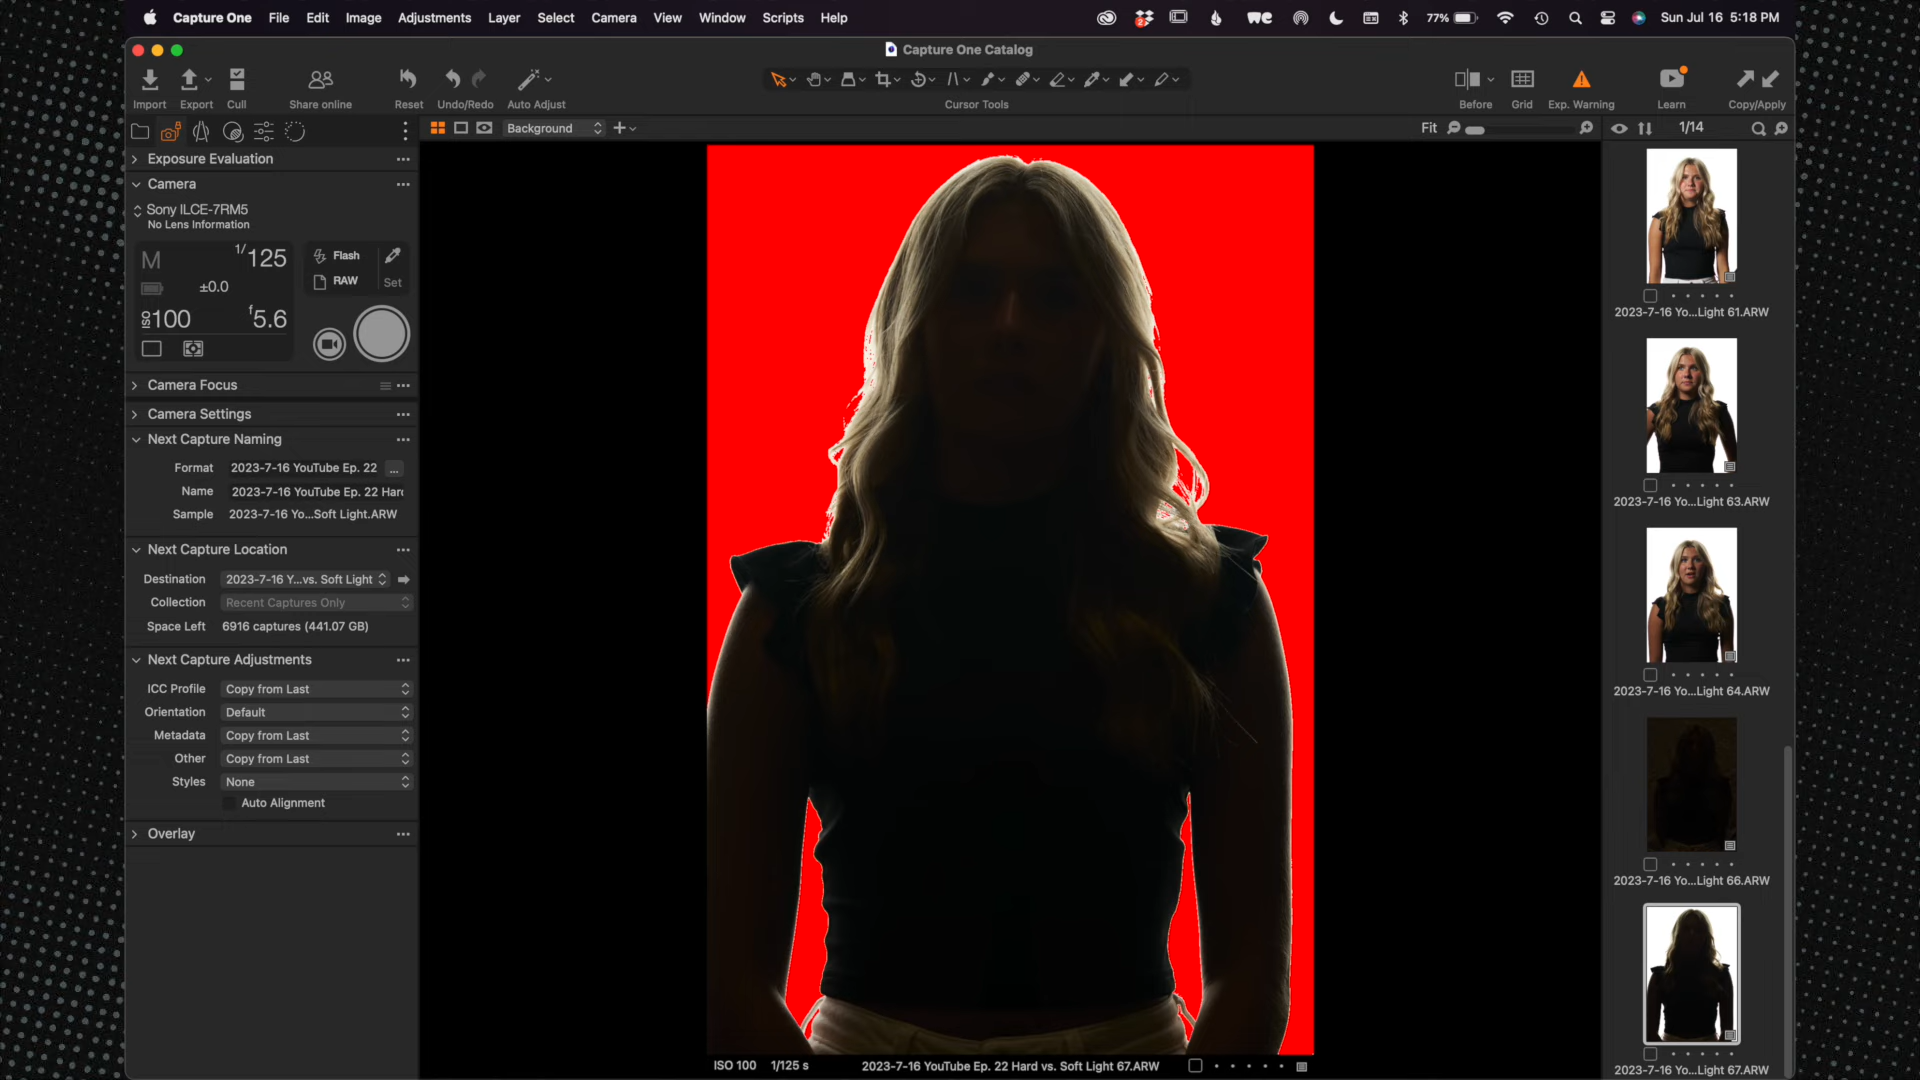 Capture One File Edit Image Adjustments Layer Select Camera View Window Scripts Help
2
77%
Sun Jul 16 5:18 PM
Capture One Catalog
Import Export Cull Share online Reset Undo/Redo Auto Adjust Cursor Tools Before Grid Exp. Warning Learn Copy/Apply
Background
Fit
1/14
Exposure Evaluation
Camera
Sony ILCE-7RM5
No Lens Information
M 1/125
±0.0
ISO 100 f5.6
Flash
RAW
Set
Camera Focus
Camera Settings
Next Capture Naming
Format 2023-7-16 YouTube Ep. 22 ...
Name 2023-7-16 YouTube Ep. 22 Har
Sample 2023-7-16 Yo...Soft Light.ARW
Next Capture Location
Destination 2023-7-16 Y...vs. Soft Light
Collection Recent Captures Only
Space Left 6916 captures (441.07 GB)
Next Capture Adjustments
ICC Profile Copy from Last
Orientation Default
Metadata Copy from Last
Other Copy from Last
Styles None
Auto Alignment
Overlay
ISO 100 1/125 s
2023-7-16 YouTube Ep. 22 Hard vs. Soft Light 67.ARW
2023-7-16 Yo...Light 61.ARW
2023-7-16 Yo...Light 63.ARW
2023-7-16 Yo...Light 64.ARW
2023-7-16 Yo...Light 66.ARW
2023-7-16 Yo...Light 67.ARW